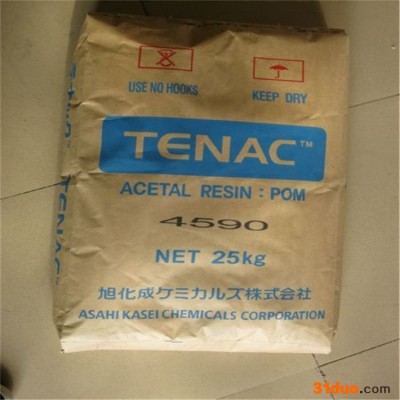 USE NO HOOKS
KEEP DRY
TENAC™
ACETAL RESIN : POM
4590
NET 25kg
旭化成ケミカルズ株式会社
ASAHI KASEI CHEMICALS CORPORATION
31duo.com